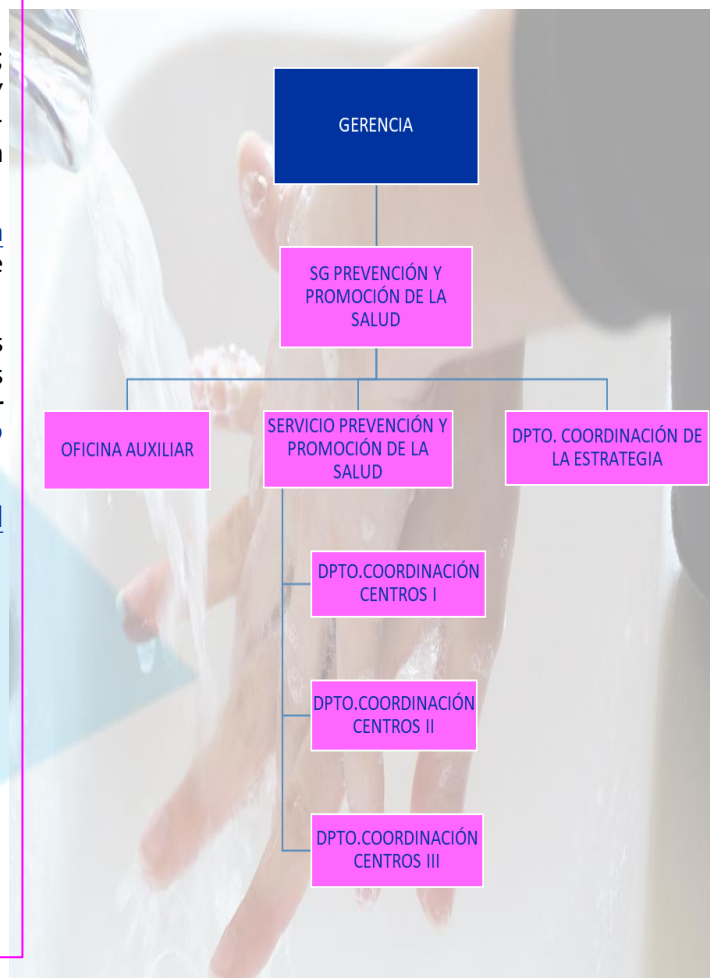 GERENCIA
SG PREVENCIÓN Y
PROMOCIÓN DE LA
SALUD
OFICINA AUXILIAR
SERVICIO PREVENCIÓN Y
PROMOCIÓN DE LA
SALUD
DPTO. COORDINACIÓN DE
LA ESTRATEGIA
DPTO.COORDINACIÓN
CENTROS I
DPTO.COORDINACIÓN
CENTROS II
DPTO.COORDINACIÓN
CENTROS III